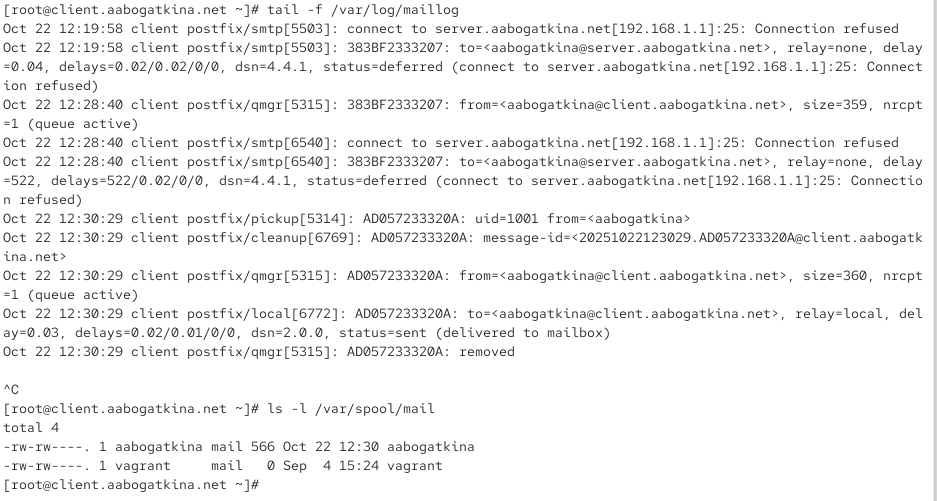 [root@client.aabogatkina.net ~]# tail -f /var/log/maillog
Oct 22 12:19:58 client postfix/smtp[5503]: connect to server.aabogatkina.net[192.168.1.1]:25: Connection refused
Oct 22 12:19:58 client postfix/smtp[5503]: 383BF2333207: to=<aabogatkina@server.aabogatkina.net>, relay=none, delay
=0.04, delays=0.02/0.02/0/0, dsn=4.4.1, status=deferred (connect to server.aabogatkina.net[192.168.1.1]:25: Connect
ion refused)
Oct 22 12:28:40 client postfix/qmgr[5315]: 383BF2333207: from=<aabogatkina@client.aabogatkina.net>, size=359, nrcpt
=1 (queue active)
Oct 22 12:28:40 client postfix/smtp[6540]: connect to server.aabogatkina.net[192.168.1.1]:25: Connection refused
Oct 22 12:28:40 client postfix/smtp[6540]: 383BF2333207: to=<aabogatkina@server.aabogatkina.net>, relay=none, delay
=522, delays=522/0.02/0/0, dsn=4.4.1, status=deferred (connect to server.aabogatkina.net[192.168.1.1]:25: Connectio
n refused)
Oct 22 12:30:29 client postfix/pickup[5314]: AD057233320A: uid=1001 from=<aabogatkina>
Oct 22 12:30:29 client postfix/cleanup[6769]: AD057233320A: message-id=<20251022123029.AD057233320A@client.aabogatk
ina.net>
Oct 22 12:30:29 client postfix/qmgr[5315]: AD057233320A: from=<aabogatkina@client.aabogatkina.net>, size=360, nrcpt
=1 (queue active)
Oct 22 12:30:29 client postfix/local[6772]: AD057233320A: to=<aabogatkina@client.aabogatkina.net>, relay=local, del
ay=0.03, delays=0.02/0.01/0/0, dsn=2.0.0, status=sent (delivered to mailbox)
Oct 22 12:30:29 client postfix/qmgr[5315]: AD057233320A: removed

^C
[root@client.aabogatkina.net ~]# ls -l /var/spool/mail
total 4
-rw-rw----. 1 aabogatkina mail 566 Oct 22 12:30 aabogatkina
-rw-rw----. 1 vagrant     mail   0 Sep  4 15:24 vagrant
[root@client.aabogatkina.net ~]#